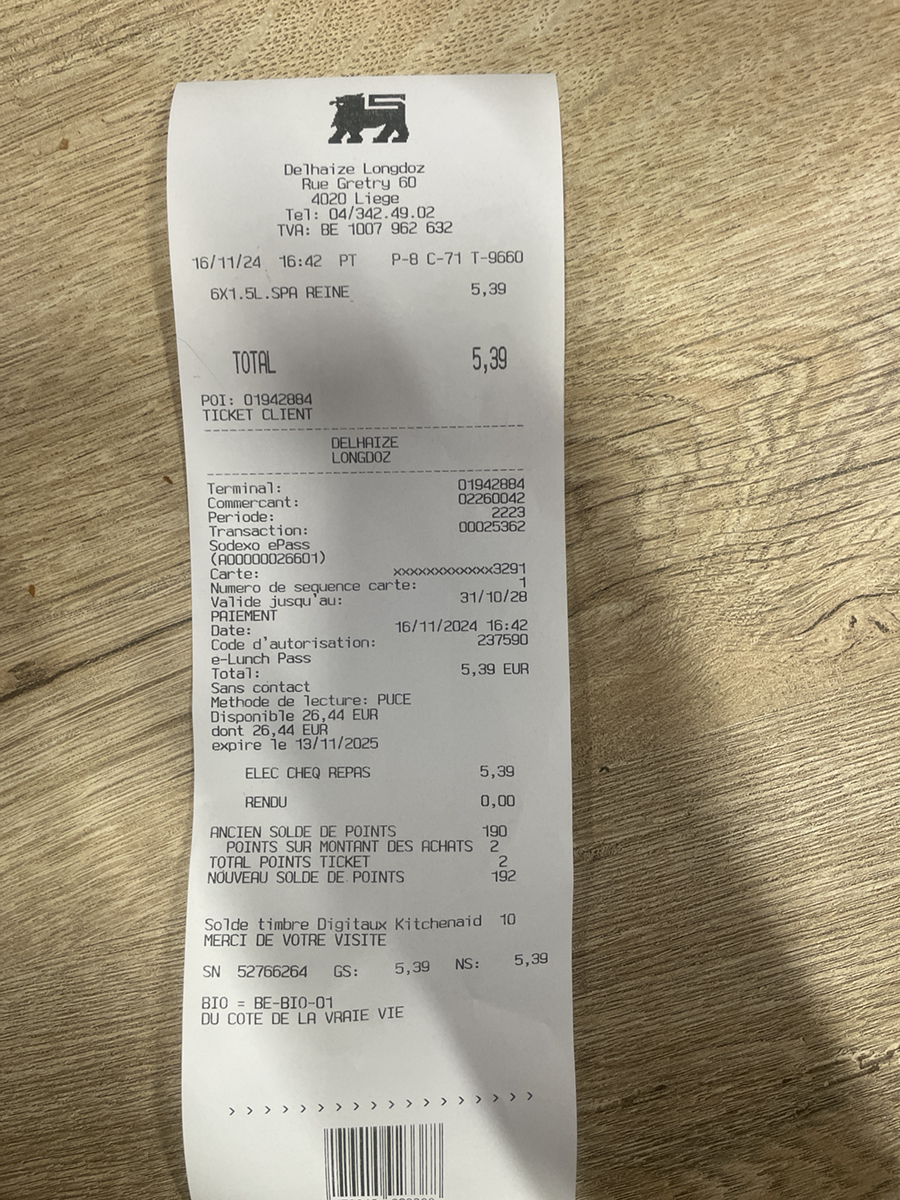 Delhaize Longdoz
Rue Gretry 60
4020 Liege
Tel: 04/342.49.02
TVA: BE 1007 962 632
16/11/24 16:42 PT P-8 C-71 T-9660
6X1.5L.SPA REINE 5,39
TOTAL 5,39
POI: 01942884
TICKET CLIENT
DELHAIZE
LONGDOZ
Terminal: 01942884
Commercant: 02260042
Periode: 2223
Transaction: 00025362
Sodexo ePass
(A00000026601)
Carte: xxxxxxxxxxxxx3291
Numero de sequence carte: 1
Valide jusqu'au: 31/10/28
PAIEMENT
Date: 16/11/2024 16:42
Code d'autorisation: 237590
e-Lunch Pass
Total: 5,39 EUR
Sans contact
Methode de lecture: PUCE
Disponible 26,44 EUR
dont 26,44 EUR
expire le 13/11/2025
ELEC CHEQ REPAS 5,39
RENDU 0,00
ANCIEN SOLDE DE POINTS 190
POINTS SUR MONTANT DES ACHATS 2
TOTAL POINTS TICKET 2
NOUVEAU SOLDE DE POINTS 192
Solde timbre Digitaux Kitchenaid 10
MERCI DE VOTRE VISITE
SN 52766264 GS: 5,39 NS: 5,39
BIO = BE-BIO-01
DU COTE DE LA VRAIE VIE
> > > > > > > > > > > > > > > > > >